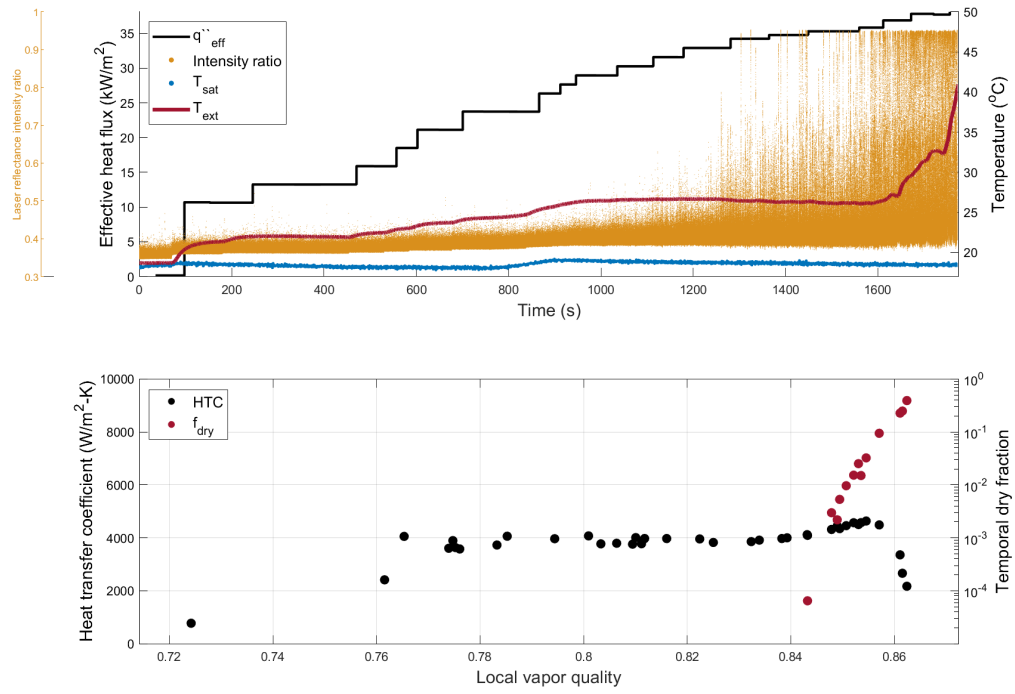 Laser reflectance intensity ratio
1
0.9
0.8
0.7
0.6
0.5
0.4
0.3
Effective heat flux (kW/m²)
35
30
25
20
15
10
5
0
q``eff
Intensity ratio
Tsat
Text
50
45
40
35
30
25
20
Temperature (°C)
0 200 400 600 800 1000 1200 1400 1600
Time (s)
Heat transfer coefficient (W/m²-K)
10000
8000
6000
4000
2000
0
HTC
fdry
10⁰
10⁻¹
10⁻²
10⁻³
10⁻⁴
Temporal dry fraction
0.72 0.74 0.76 0.78 0.8 0.82 0.84 0.86
Local vapor quality